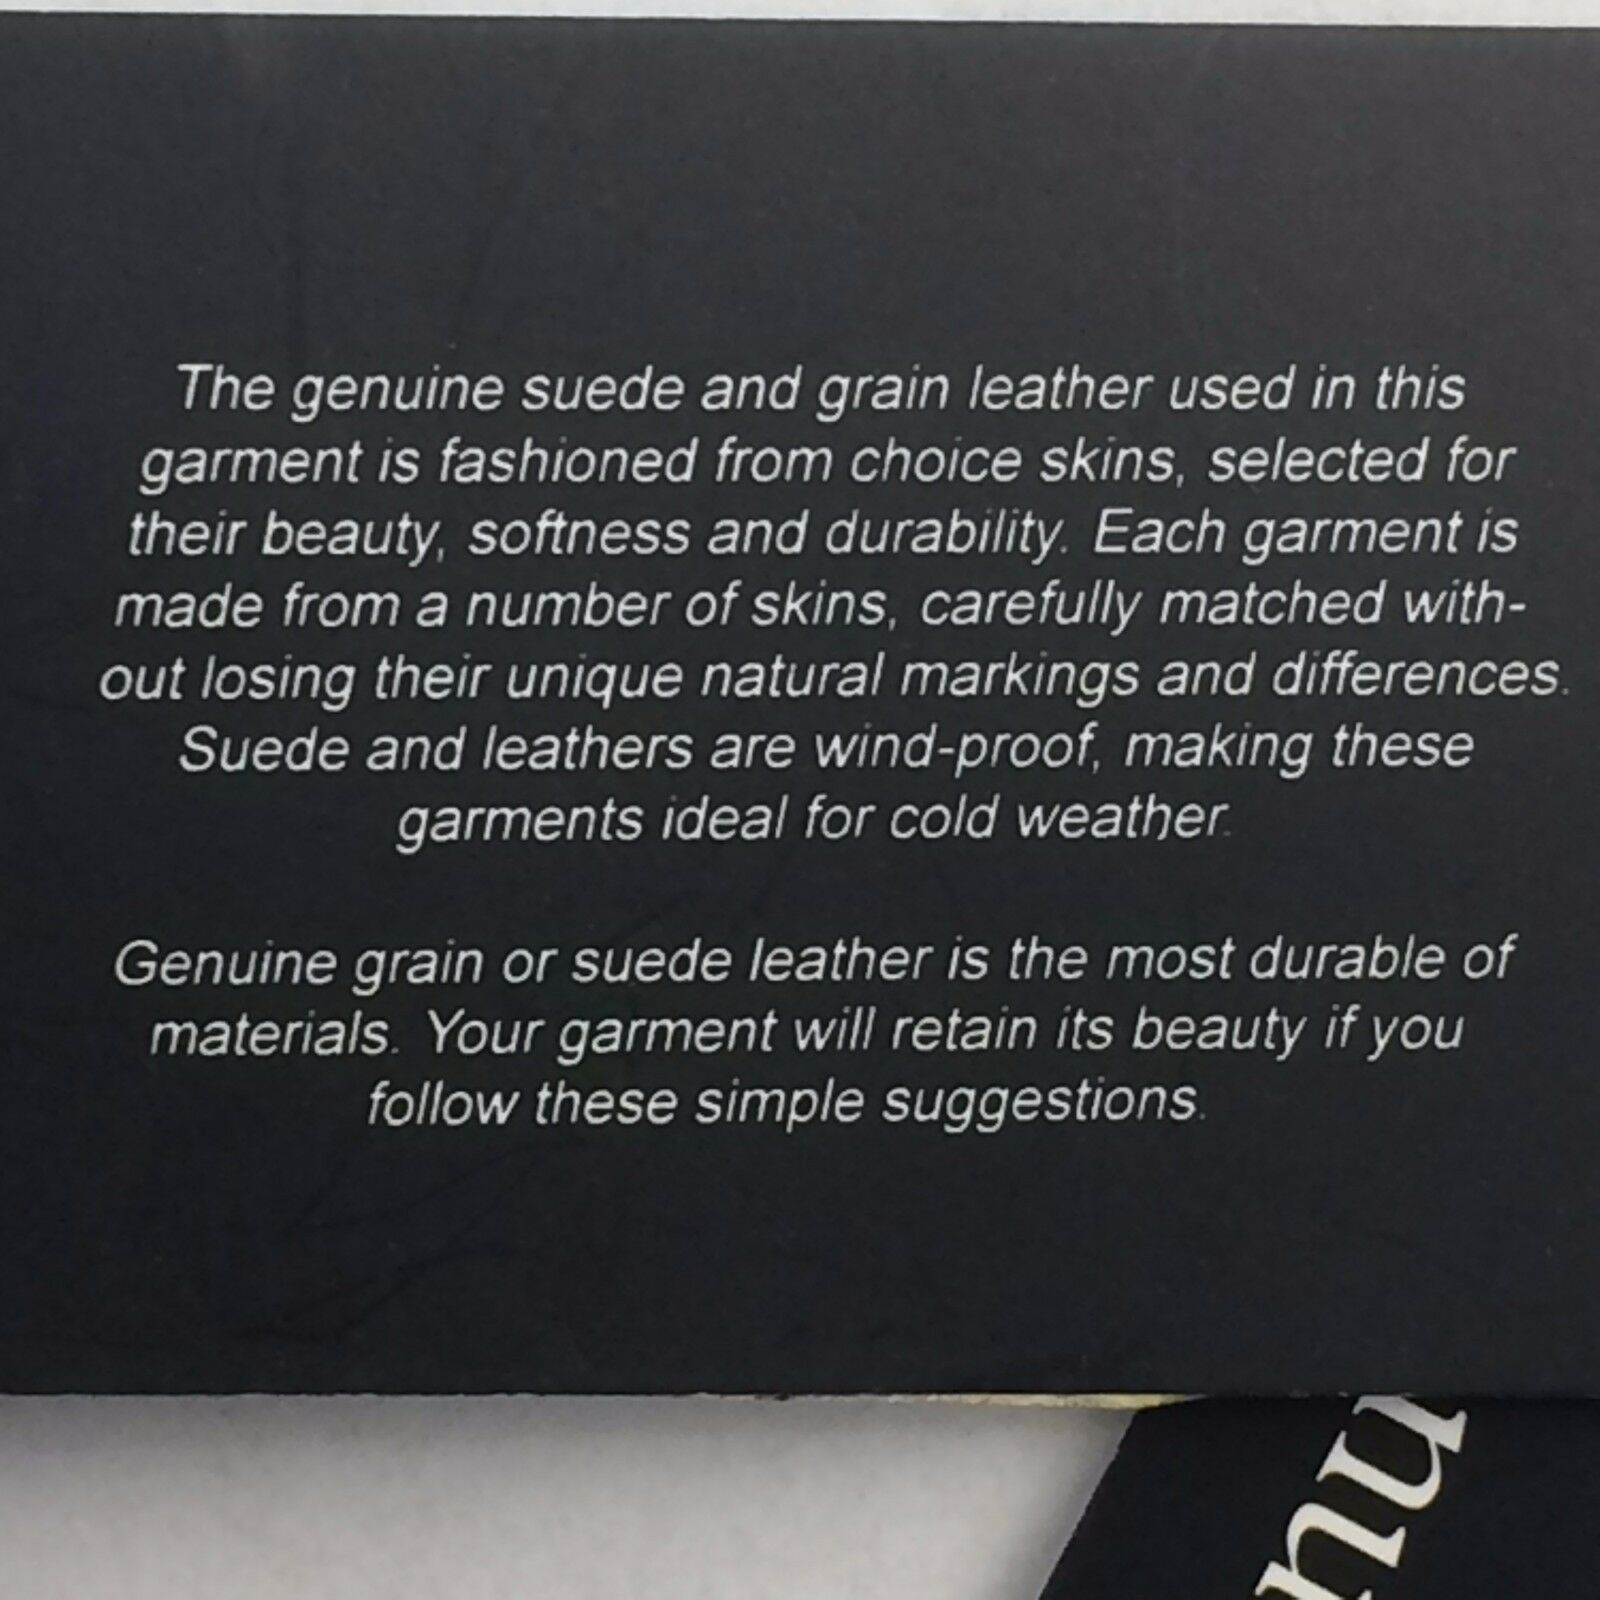 The genuine suede and grain leather used in this
garment is fashioned from choice skins, selected for
their beauty, softness and durability. Each garment is
made from a number of skins, carefully matched with-
out losing their unique natural markings and differences.
Suede and leathers are wind-proof, making these
garments ideal for cold weather.
Genuine grain or suede leather is the most durable of
materials. Your garment will retain its beauty if you
follow these simple suggestions.
nu